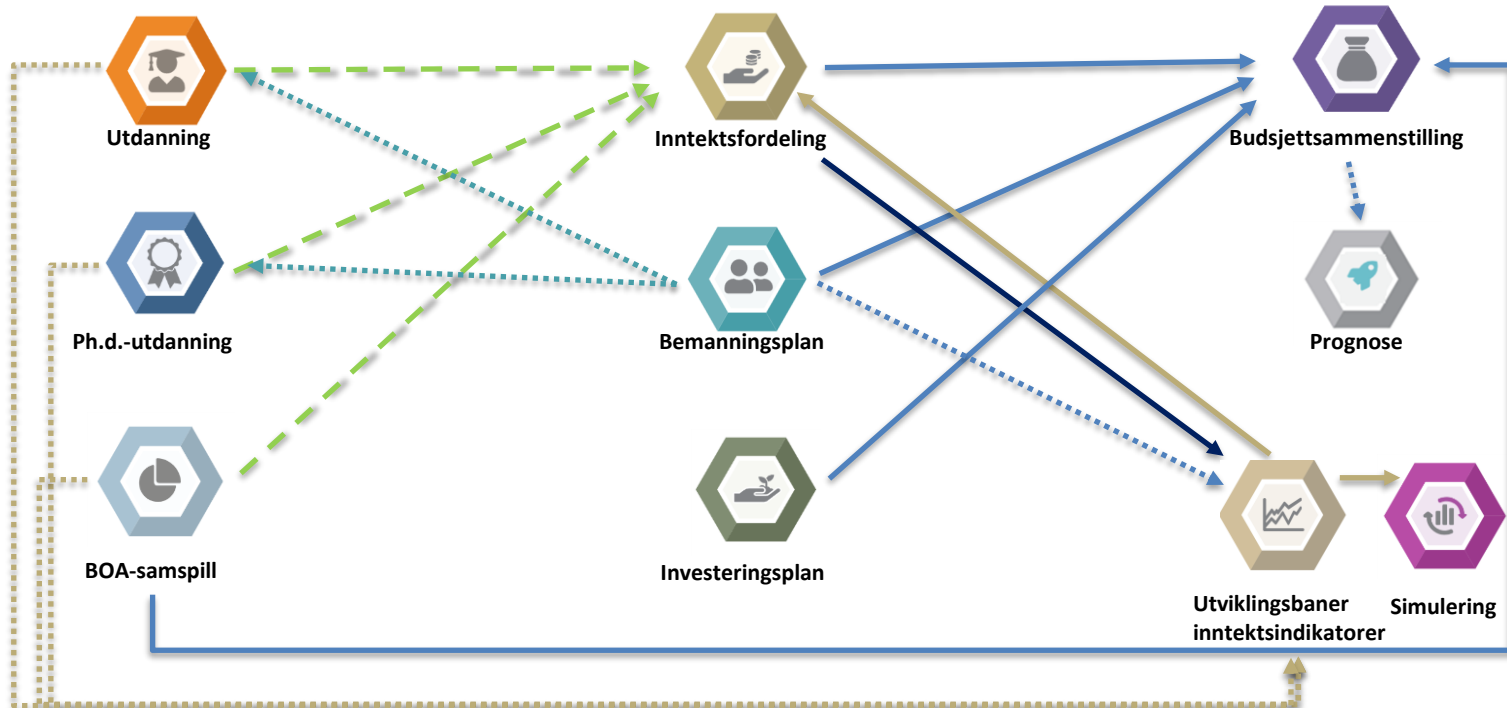 Utdanning
Inntektsfordeling
Budsjettsammenstilling
Ph.d.-utdanning
Bemanningsplan
Prognose
BOA-samspill
Investeringsplan
Utviklingsbaner
inntektsindikatorer
Simulering